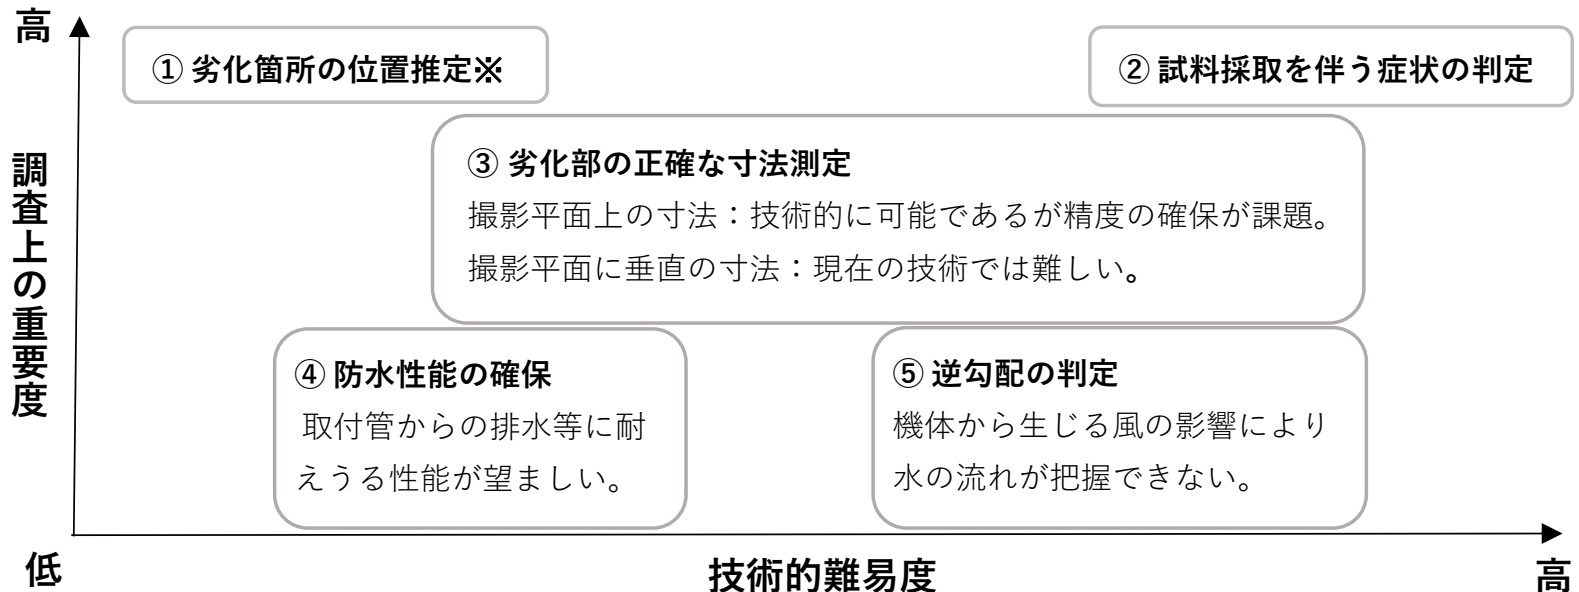 高
① 劣化箇所の位置推定※
② 試料採取を伴う症状の判定
調査上の重要度
③ 劣化部の正確な寸法測定
撮影平面上の寸法：技術的に可能であるが精度の確保が課題。
撮影平面に垂直の寸法：現在の技術では難しい。
④ 防水性能の確保
取付管からの排水等に耐
えうる性能が望ましい。
⑤ 逆勾配の判定
機体から生じる風の影響により
水の流れが把握できない。
低
技術的難易度
高